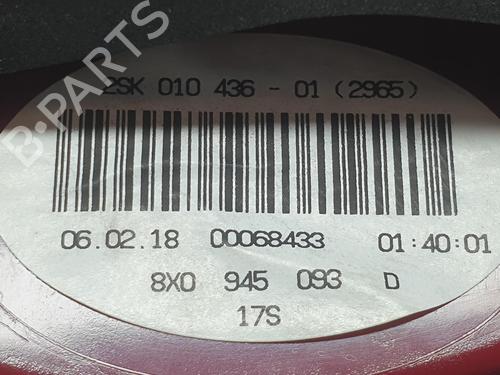 2SK 010 436 - 01 (2965)
B-PARTS
06.02.18 00068433 01:40:01
8X0 945 093 D
17S